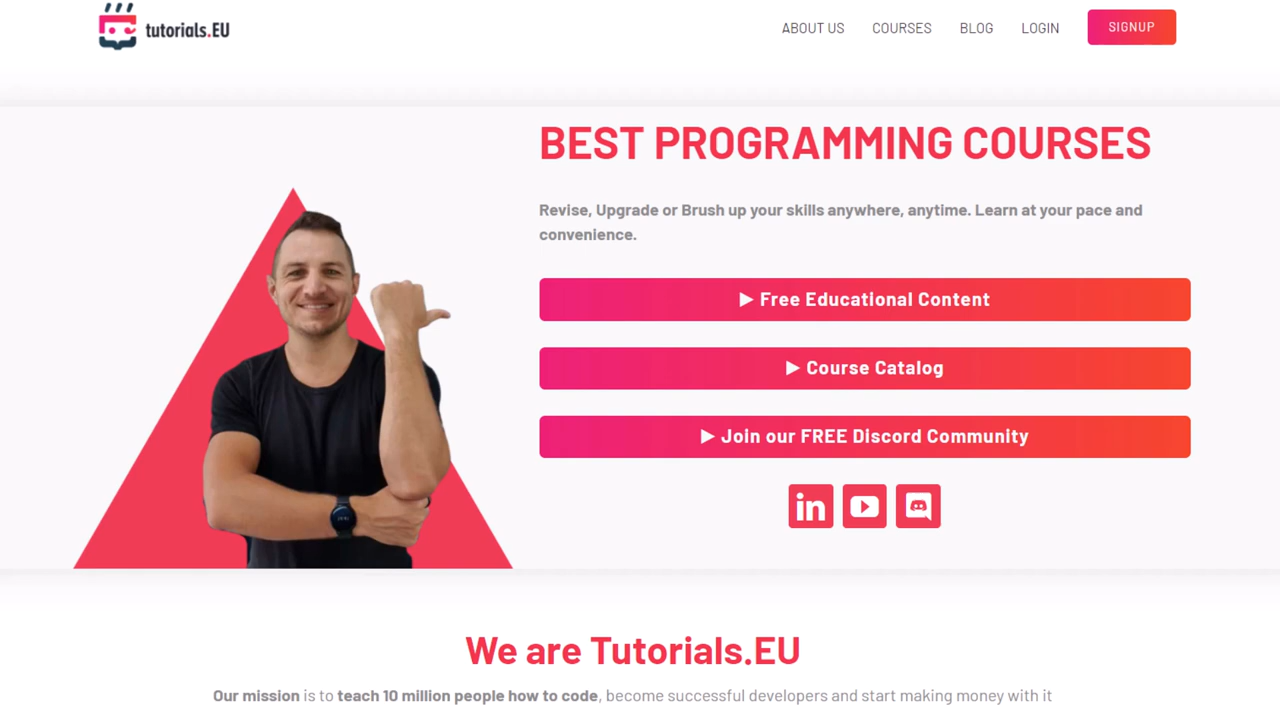 tutorials.EU
ABOUT US COURSES BLOG LOGIN SIGNUP
BEST PROGRAMMING COURSES
Revise, Upgrade or Brush up your skills anywhere, anytime. Learn at your pace and
convenience.
▶ Free Educational Content
▶ Course Catalog
▶ Join our FREE Discord Community
in
We are Tutorials.EU
Our mission is to teach 10 million people how to code, become successful developers and start making money with it